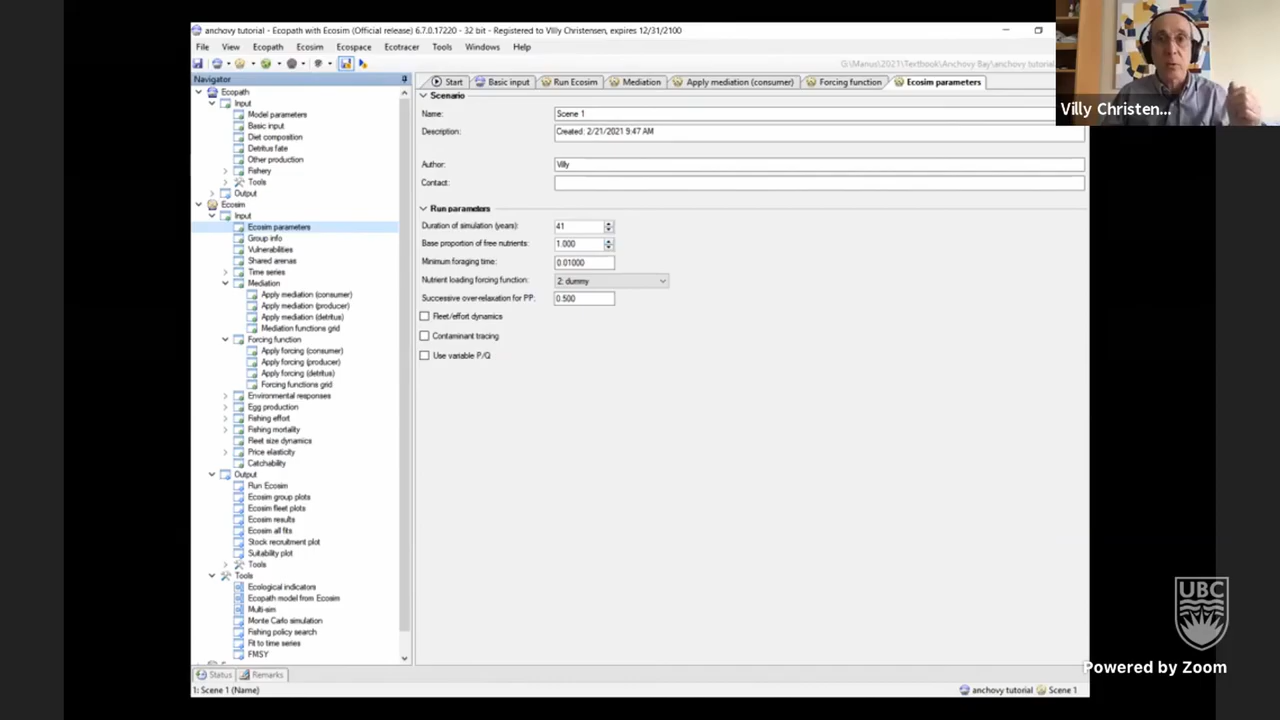 anchovy tutorial - Ecopath with Ecosim (Official release) 6.7.0.17220 - 32 bit - Registered to Villy Christensen, expires 12/31/2100
File View Ecopath Ecosim Ecospace Ecotracer Tools Windows Help
G:\Manus\2021\Textbook\Anchovy Bay\anchovy tutorial
Navigator
Ecopath
Input
Model parameters
Basic input
Diet composition
Detritus fate
Other production
Fishery
Tools
Output
Ecosim
Input
Ecosim parameters
Group info
Vulnerabilities
Shared arenas
Time series
Mediation
Apply mediation (consumer)
Apply mediation (producer)
Apply mediation (detritus)
Mediation functions grid
Forcing function
Apply forcing (consumer)
Apply forcing (producer)
Apply forcing (detritus)
Forcing functions grid
Environmental responses
Egg production
Fishing effort
Fishing mortality
Fleet size dynamics
Price elasticity
Catchability
Output
Run Ecosim
Ecosim group plots
Ecosim fleet plots
Ecosim results
Ecosim all fits
Stock recruitment plot
Suitability plot
Tools
Tools
Ecological indicators
Ecopath model from Ecosim
Multi-sim
Monte Carlo simulation
Fishing policy search
Fit to time series
FMSY
Start Basic input Run Ecosim Mediation Apply mediation (consumer) Forcing function Ecosim parameters
Scenario
Name: Scene 1
Description: Created: 2/21/2021 9:47 AM
Author: Villy
Contact:
Run parameters
Duration of simulation (years): 41
Base proportion of free nutrients: 1.000
Minimum foraging time: 0.01000
Nutrient loading forcing function: 2: dummy
Successive over-relaxation for PP: 0.500
Fleet/effort dynamics
Contaminant tracing
Use variable P/Q
Status Remarks
1: Scene 1 (Name)
anchovy tutorial Scene 1
Villy Christen...
UBC
Powered by Zoom